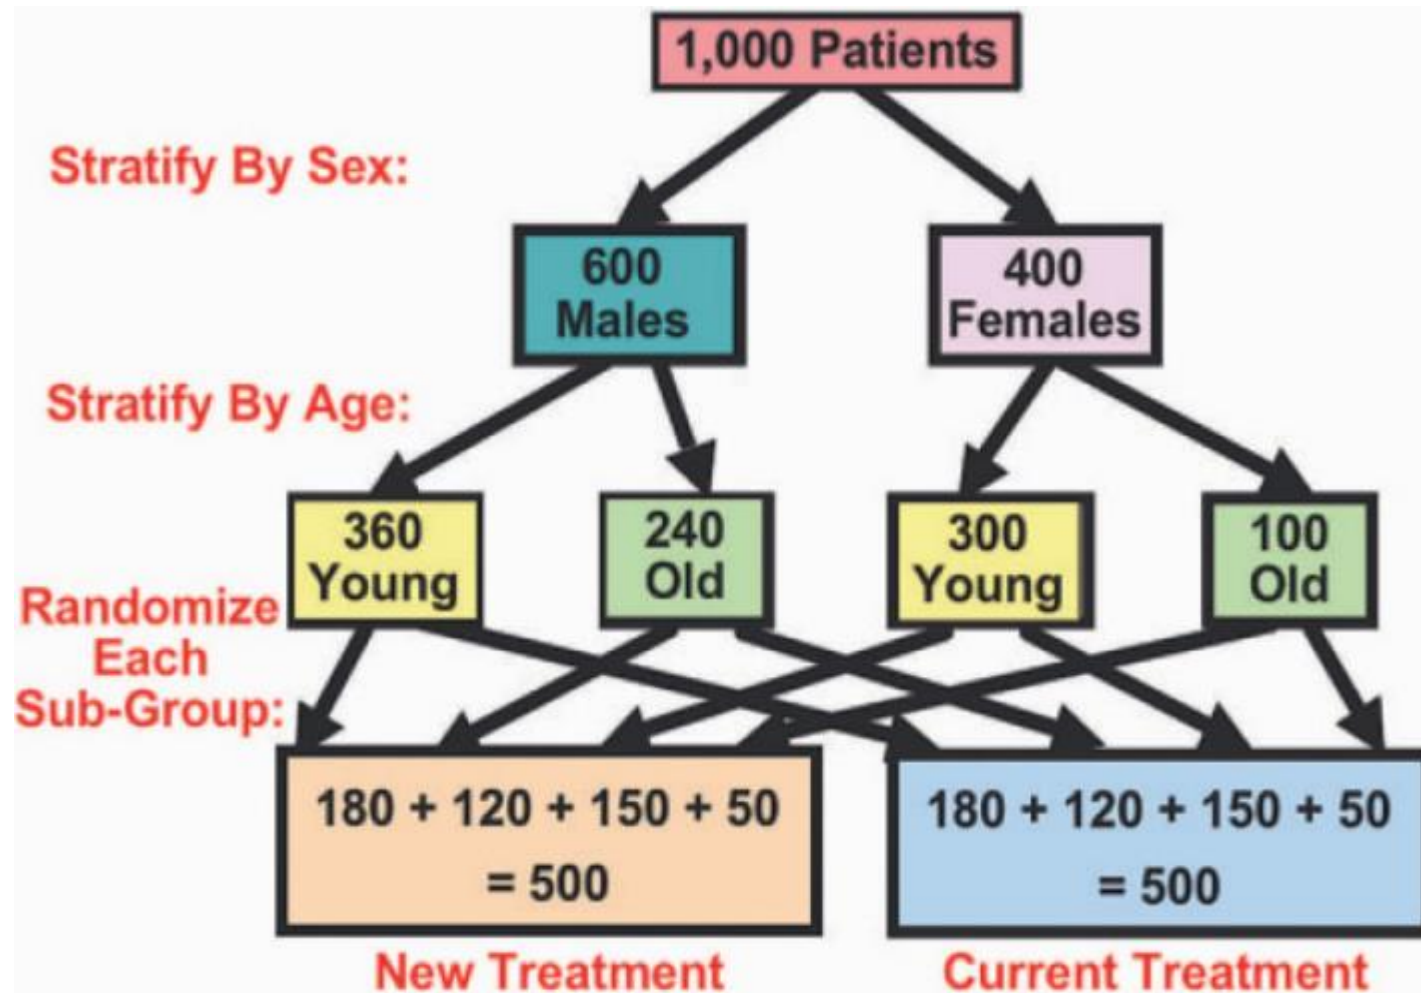 1,000 Patients
Stratify By Sex:
600
Males
400
Females
Stratify By Age:
360
Young
240
Old
300
Young
100
Old
Randomize
Each
Sub-Group:
180 + 120 + 150 + 50
= 500
180 + 120 + 150 + 50
= 500
New Treatment
Current Treatment